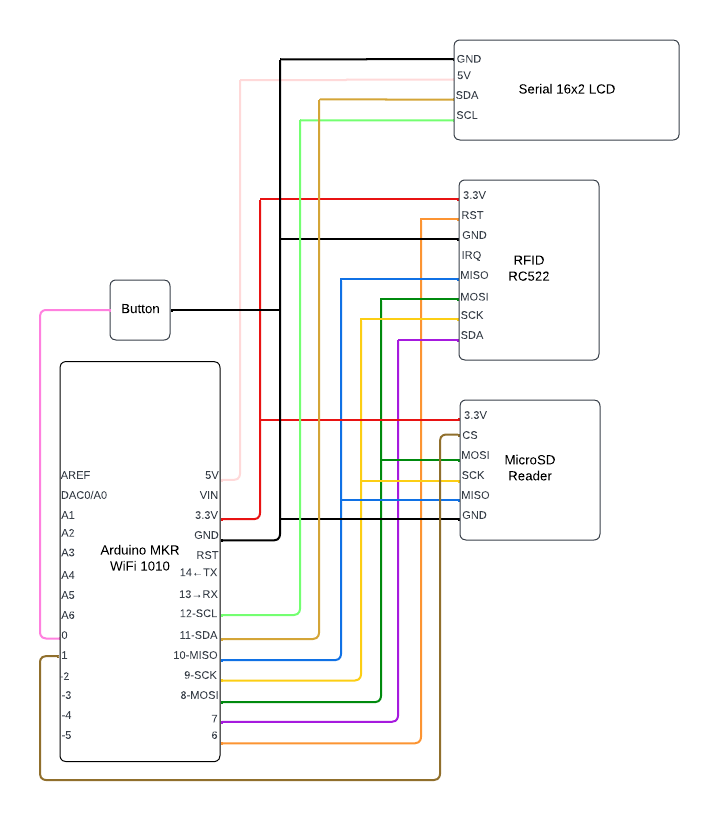 GND
5V
SDA
SCL
Serial 16x2 LCD
3.3V
RST
GND
IRQ
MISO
MOSI
SCK
SDA
RFID
RC522
Button
3.3V
CS
MOSI
SCK
MISO
GND
MicroSD
Reader
AREF
DAC0/A0
A1
A2
A3
A4
A5
A6
0
1
-2
-3
-4
-5
Arduino MKR
WiFi 1010
5V
VIN
3.3V
GND
RST
14←TX
13→RX
12-SCL
11-SDA
10-MISO
9-SCK
8-MOSI
7
6